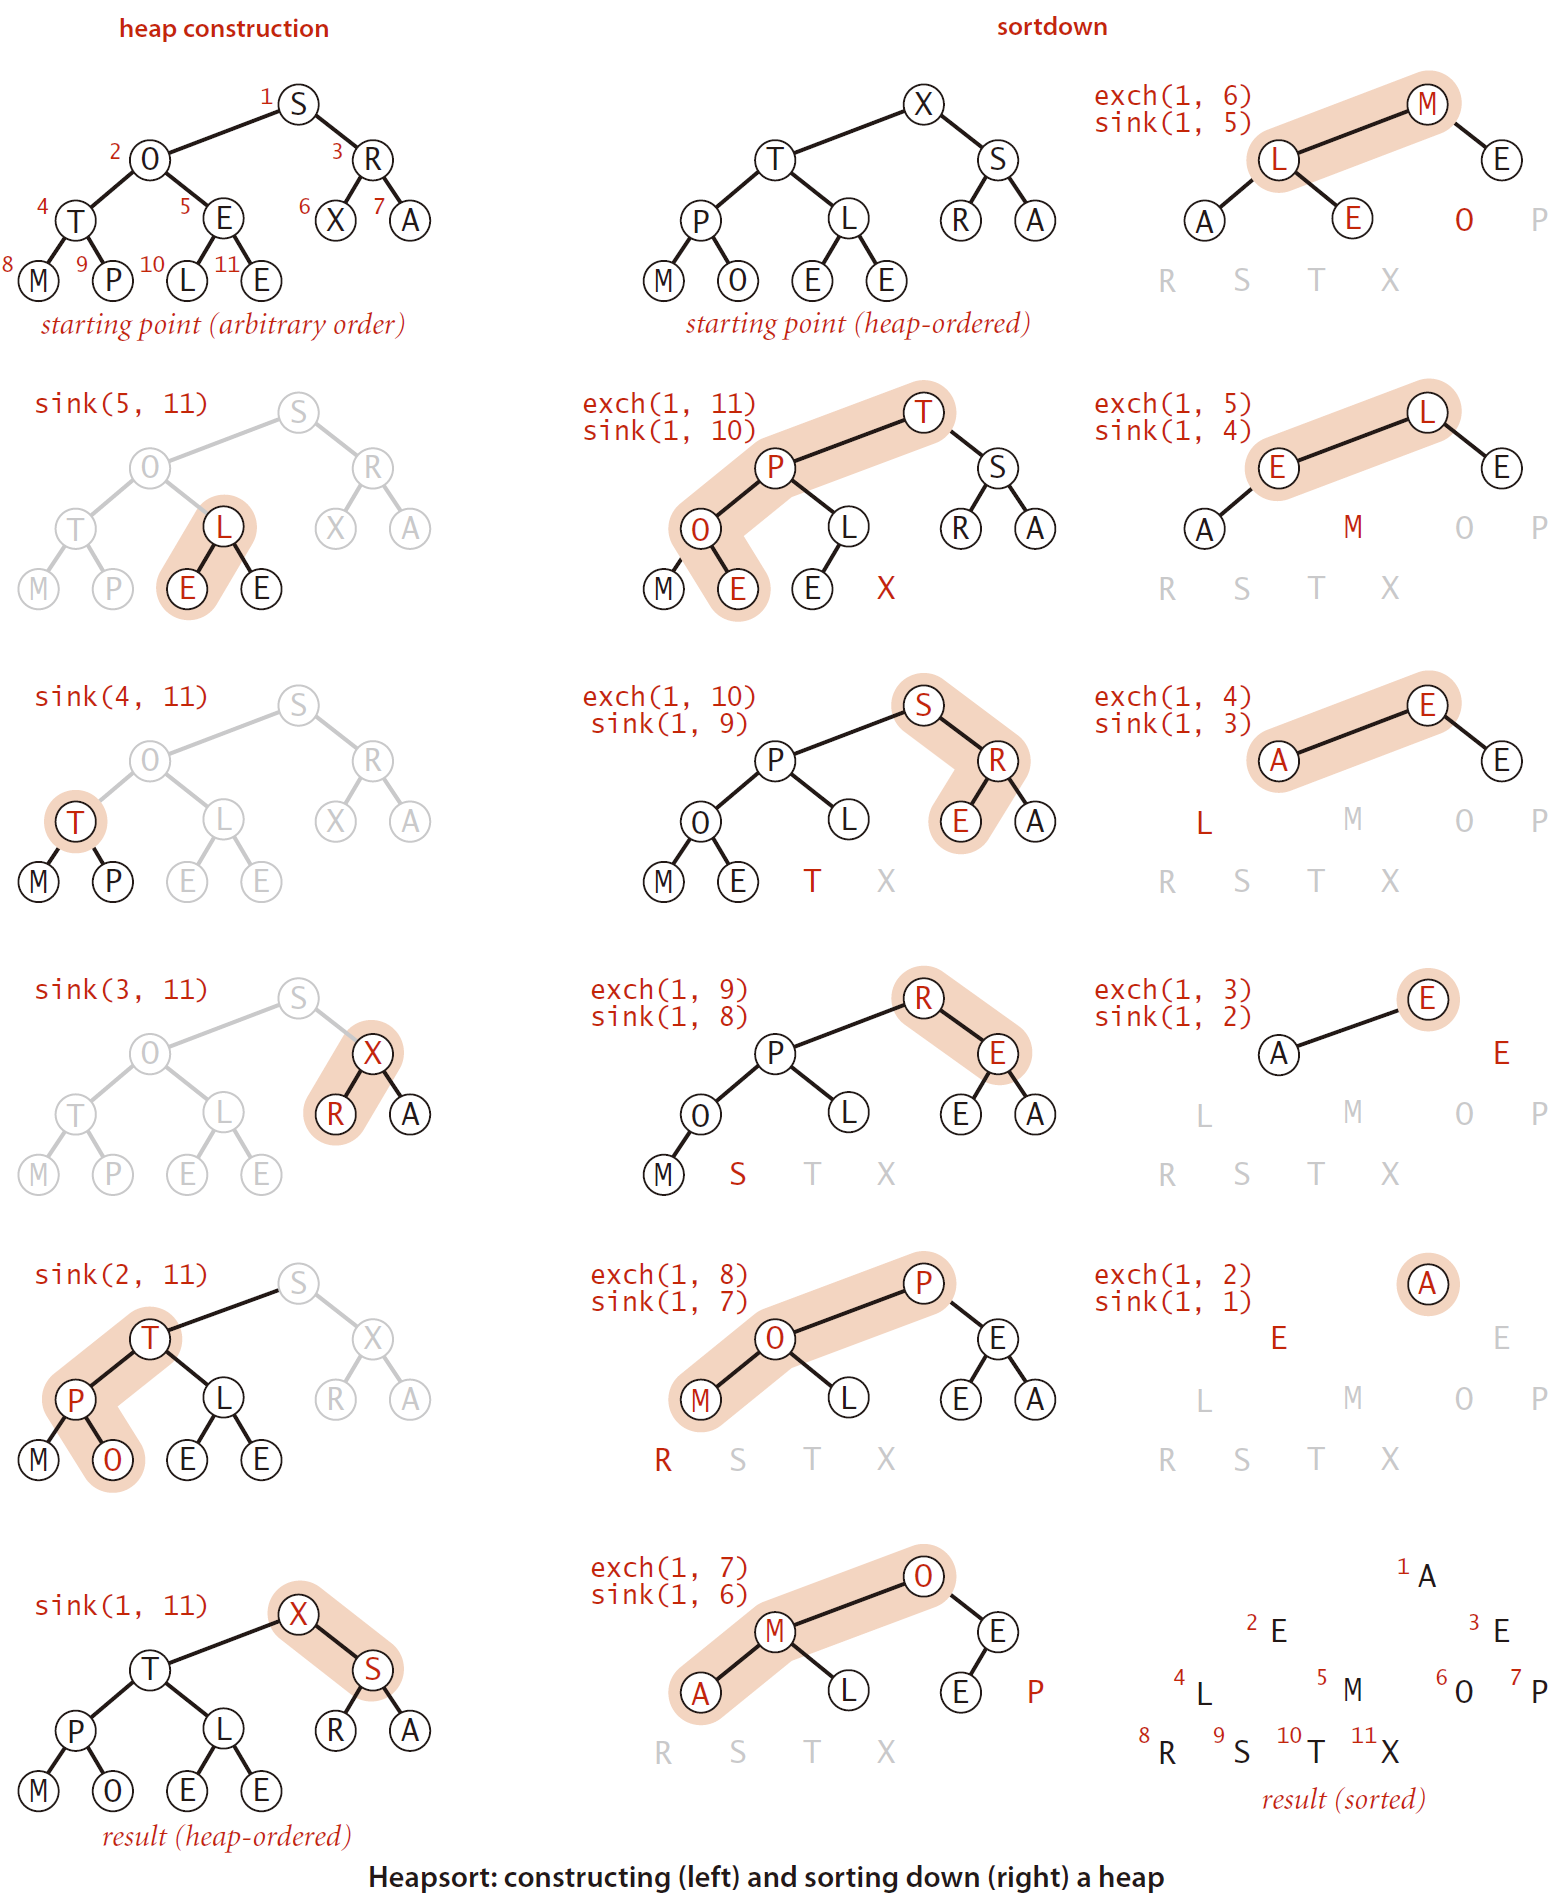 heap construction
1 S
2 O 3 R
4 T 5 E 6 X 7 A
8 M 9 P 10 L 11 E
starting point (arbitrary order)
sink(5, 11)
S
O R
T L X A
M P E E
sink(4, 11)
S
O R
T L X A
M P E E
sink(3, 11)
S
O X
T L R A
M P E E
sink(2, 11)
S
T X
P L R A
M O E E
sink(1, 11)
X
T S
P L R A
M O E E
result (heap-ordered)
sortdown
X
T S
P L R A
M O E E
starting point (heap-ordered)
exch(1, 11)
sink(1, 10)
T
P S
O L R A
M E E X
exch(1, 10)
sink(1, 9)
S
P R
O L E A
M E T X
exch(1, 9)
sink(1, 8)
R
P E
O L E A
M S T X
exch(1, 8)
sink(1, 7)
P
O E
M L E A
R S T X
exch(1, 7)
sink(1, 6)
O
M E
A L E P
R S T X
exch(1, 6)
sink(1, 5)
M
L E
A E O P
R S T X
exch(1, 5)
sink(1, 4)
L
E E
A M O P
R S T X
exch(1, 4)
sink(1, 3)
E
A E
L M O P
R S T X
exch(1, 3)
sink(1, 2)
E
A E
L M O P
R S T X
exch(1, 2)
sink(1, 1)
A
E E
L M O P
R S T X
1 A
2 E 3 E
4 L 5 M 6 O 7 P
8 R 9 S 10 T 11 X
result (sorted)
Heapsort: constructing (left) and sorting down (right) a heap